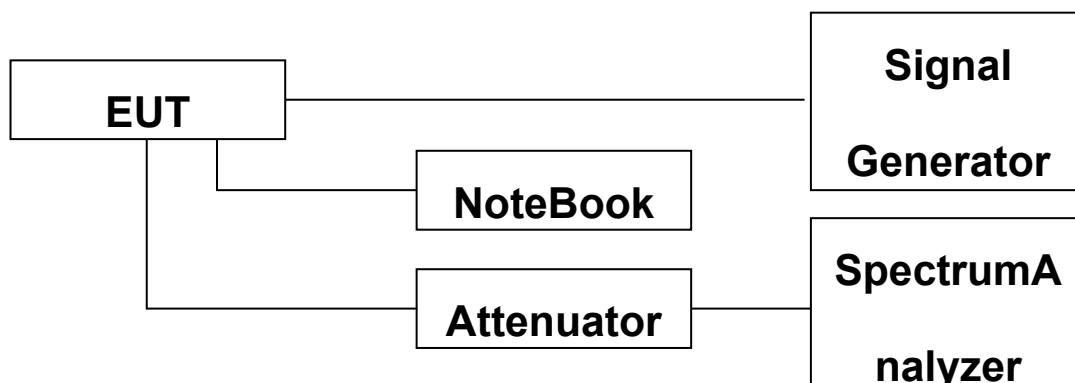 EUT
Signal
Generator
NoteBook
Attenuator
SpectrumA
nalyzer